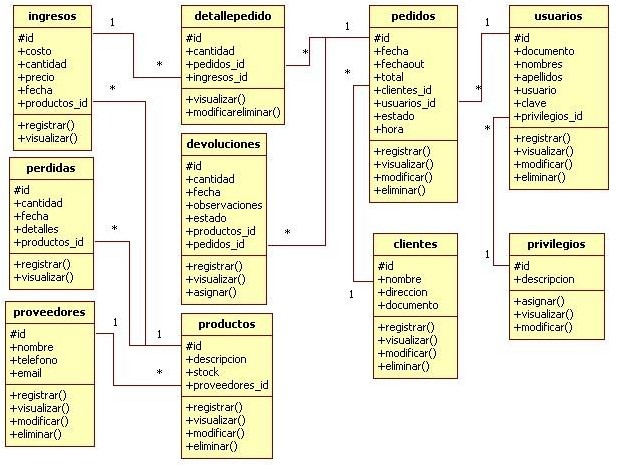 ingresos
#id
+costo
+cantidad
+precio
+fecha
+productos_id
+registrar()
+visualizar()
1
*
*
detallepedido
#id
+cantidad
+pedidos_id
+ingresos_id
+visualizar()
+modificareliminar()
*
1
pedidos
#id
+fecha
+fechaout
+total
+clientes_id
+usuarios_id
+estado
+hora
+registrar()
+visualizar()
+modificar()
+eliminar()
*
*
1
usuarios
#id
+documento
+nombres
+apellidos
+usuario
+clave
+privilegios_id
+registrar()
+visualizar()
+modificar()
+eliminar()
*
perdidas
#id
+cantidad
+fecha
+detalles
+productos_id
+registrar()
+visualizar()
*
devoluciones
#id
+cantidad
+fecha
+observaciones
+estado
+productos_id
+pedidos_id
+registrar()
+visualizar()
+asignar()
*
clientes
#id
+nombre
+direccion
+documento
+registrar()
+visualizar()
+modificar()
+eliminar()
1
privilegios
#id
+descripcion
+asignar()
+visualizar()
+modificar()
1
proveedores
#id
+nombre
+telefono
+email
+registrar()
+visualizar()
+modificar()
+eliminar()
1
1
*
productos
#id
+descripcion
+stock
+proveedores_id
+registrar()
+visualizar()
+modificar()
+eliminar()